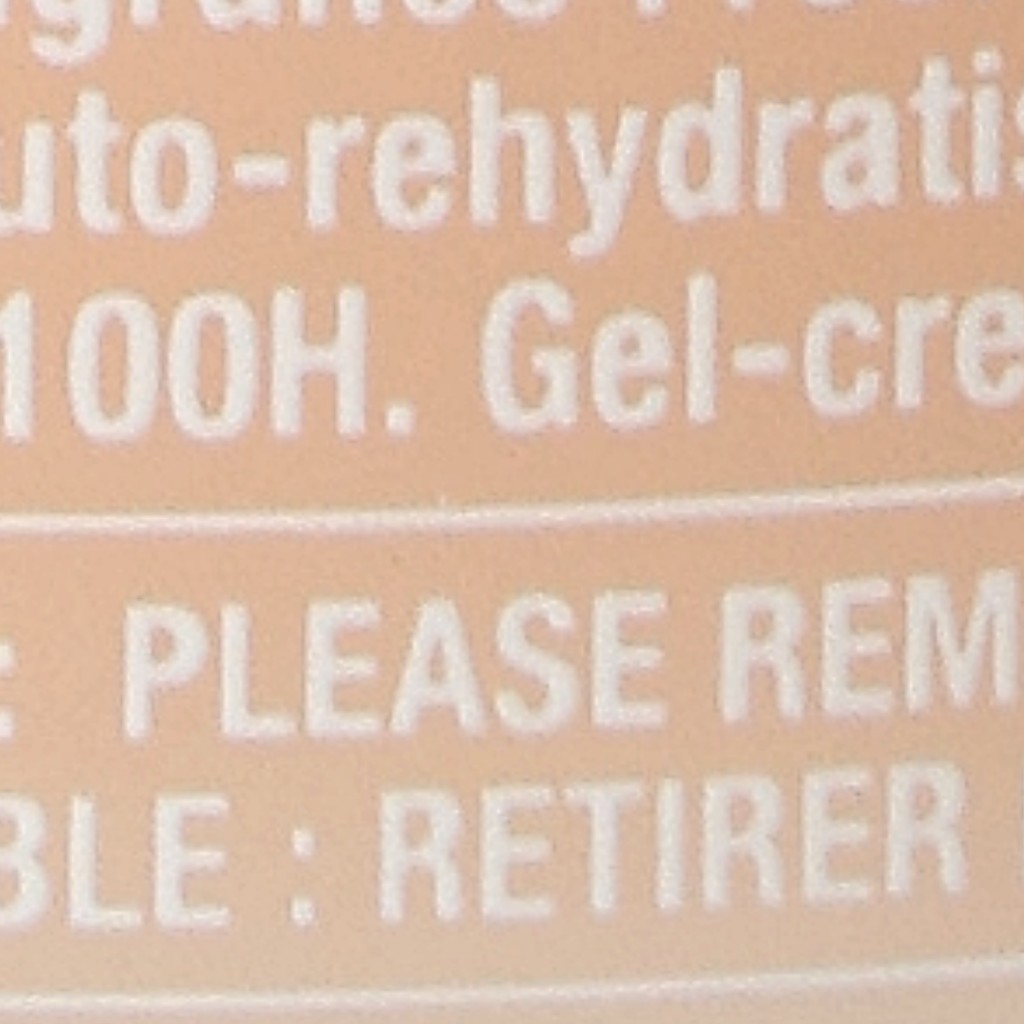 uto-rehydratis
100H. Gel-cre
: PLEASE REM
BLE : RETIRER